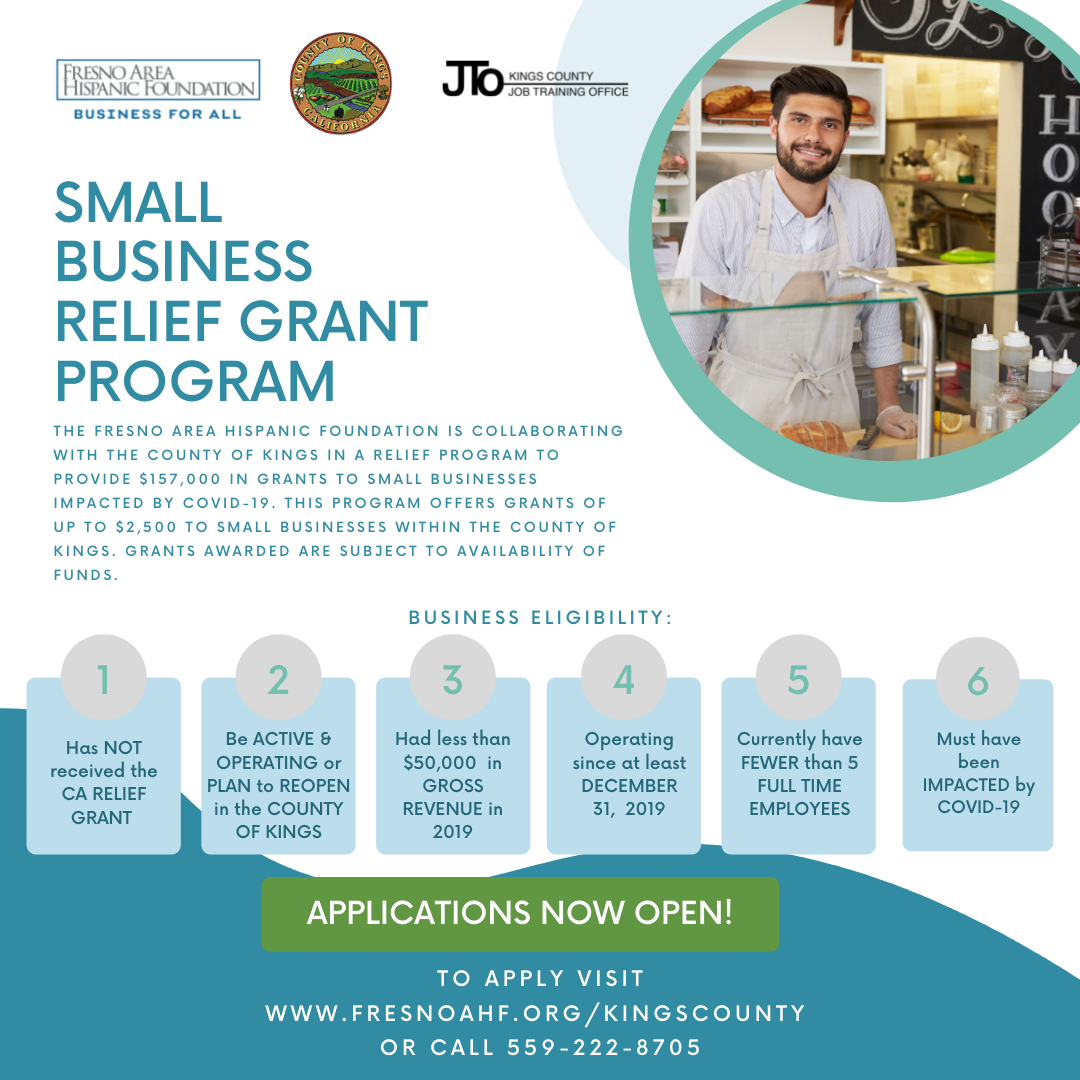 FRESNO AREA
HISPANIC FOUNDATION
BUSINESS FOR ALL
COUNTY OF KINGS
CALIFORNIA
JTO KINGS COUNTY
JOB TRAINING OFFICE
SMALL
BUSINESS
RELIEF GRANT
PROGRAM
THE FRESNO AREA HISPANIC FOUNDATION IS COLLABORATING
WITH THE COUNTY OF KINGS IN A RELIEF PROGRAM TO
PROVIDE $157,000 IN GRANTS TO SMALL BUSINESSES
IMPACTED BY COVID-19. THIS PROGRAM OFFERS GRANTS OF
UP TO $2,500 TO SMALL BUSINESSES WITHIN THE COUNTY OF
KINGS. GRANTS AWARDED ARE SUBJECT TO AVAILABILITY OF
FUNDS.
BUSINESS ELIGIBILITY:
1
Has NOT
received the
CA RELIEF
GRANT
2
Be ACTIVE &
OPERATING or
PLAN to REOPEN
in the COUNTY
OF KINGS
3
Had less than
$50,000 in
GROSS
REVENUE in
2019
4
Operating
since at least
DECEMBER
31, 2019
5
Currently have
FEWER than 5
FULL TIME
EMPLOYEES
6
Must have
been
IMPACTED by
COVID-19
APPLICATIONS NOW OPEN!
TO APPLY VISIT
WWW.FRESNOAHF.ORG/KINGSCOUNTY
OR CALL 559-222-8705